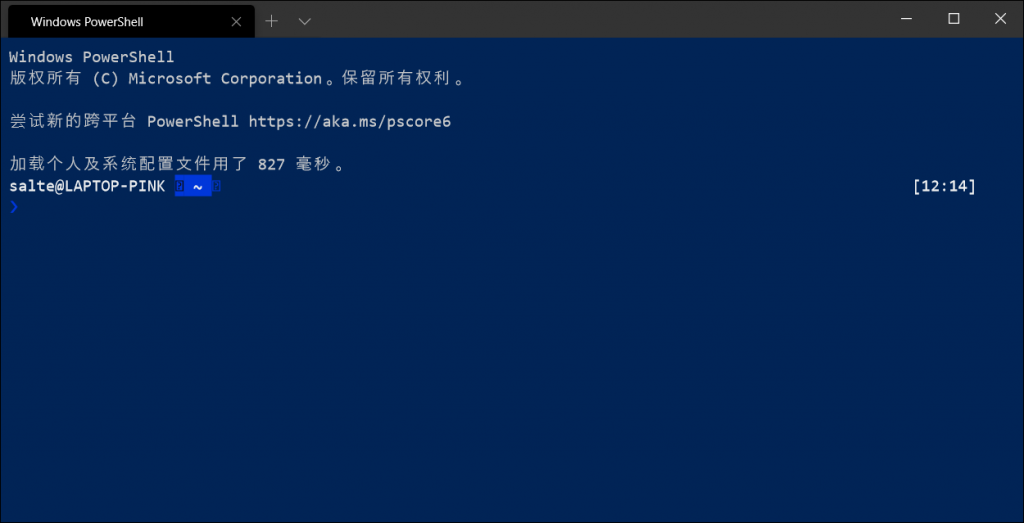 Windows PowerShell
Windows PowerShell
版权所有 (C) Microsoft Corporation。保留所有权利。
尝试新的跨平台 PowerShell https://aka.ms/pscore6
加载个人及系统配置文件用了 827 毫秒。
salte@LAPTOP-PINK ~ [12:14]
❯